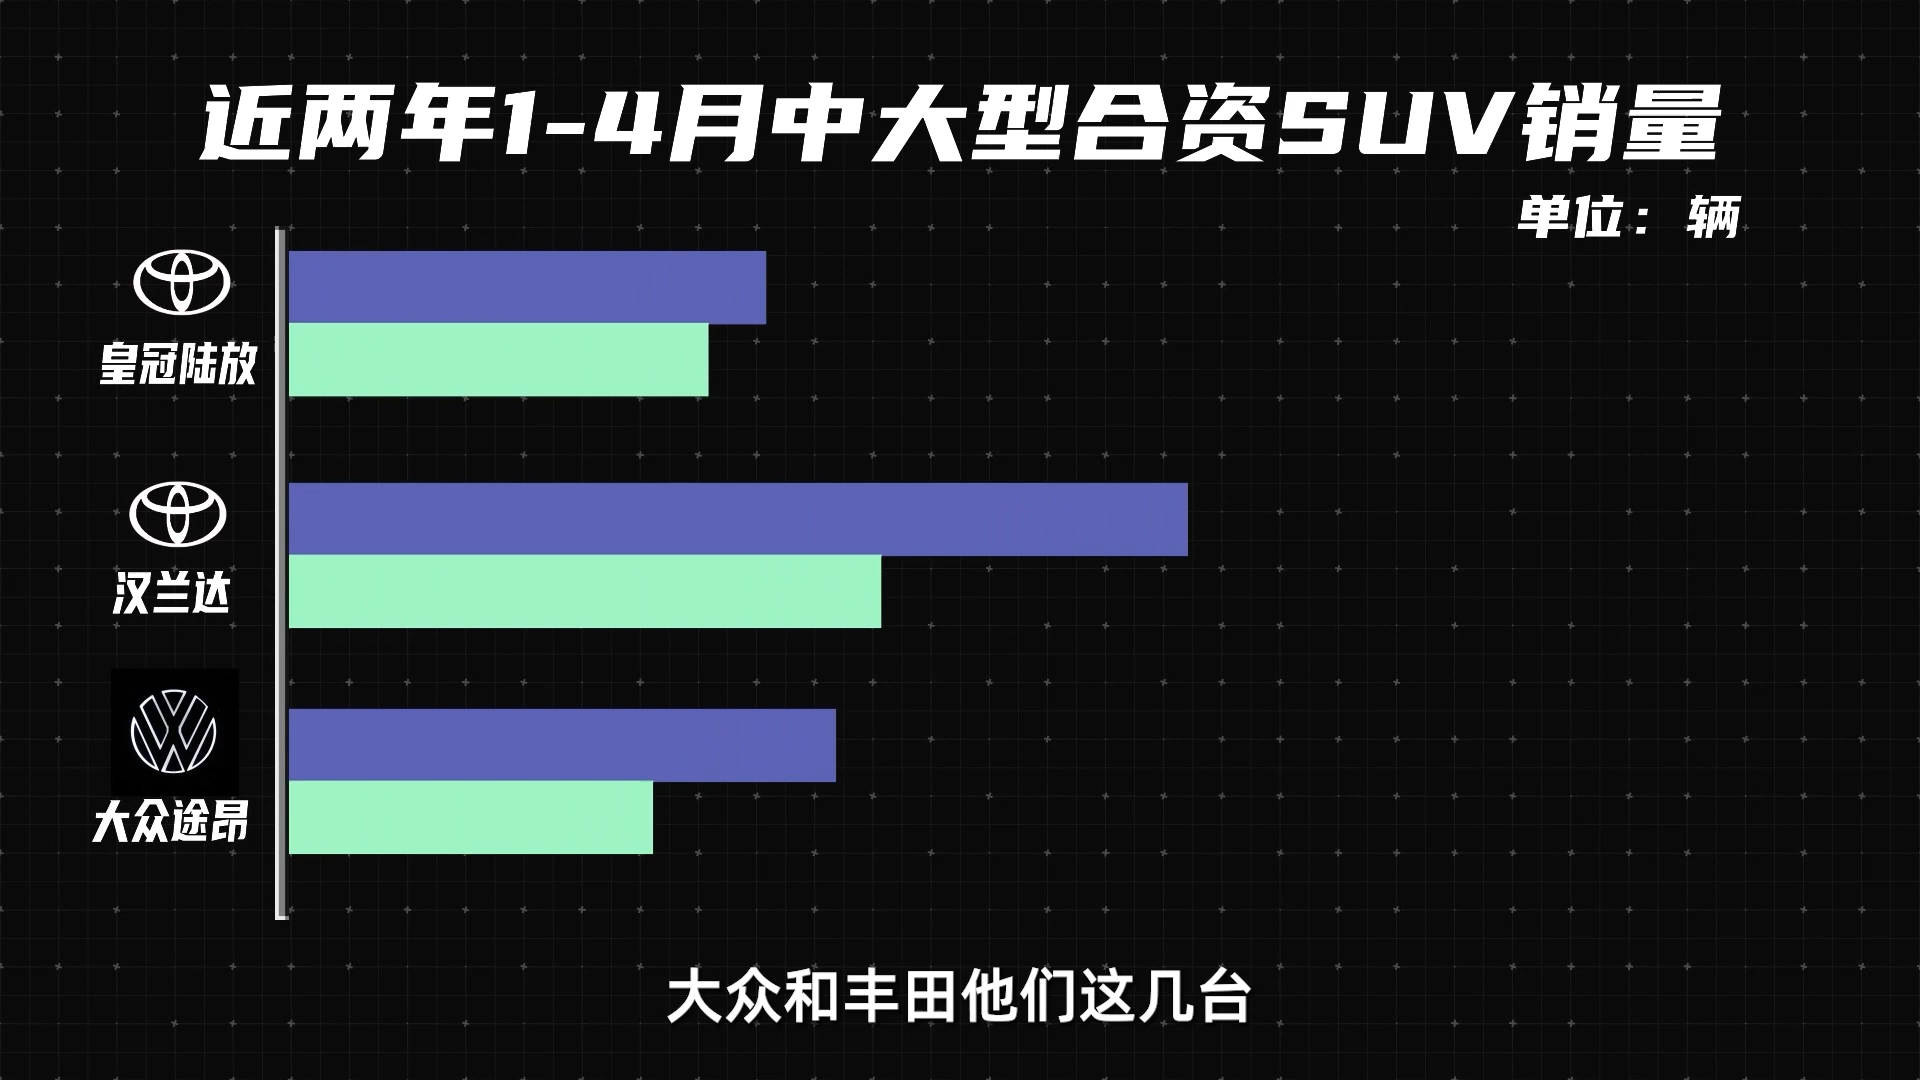 近两年1-4月中大型合资SUV销量
单位：辆
皇冠陆放
汉兰达
大众途昂
大众和丰田他们这几台